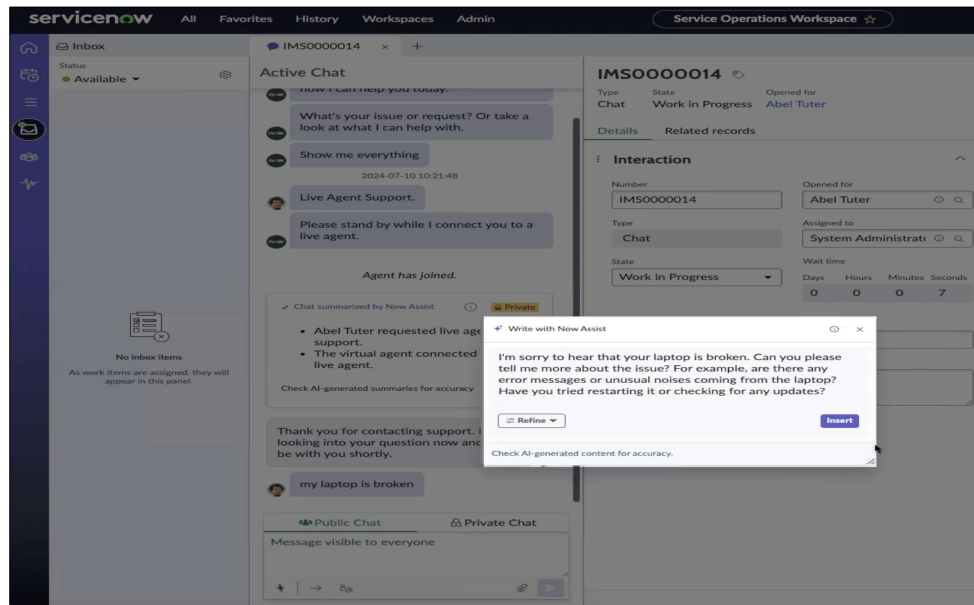 servicenow All Favorites History Workspaces Admin Service Operations Workspace
Inbox
Status
Available
No inbox items
As work items are assigned, they will
appear in this panel.
IMS0000014
Active Chat
how I can help you today.
What's your issue or request? Or take a
look at what I can help with.
Show me everything
2024-07-10 10:21:48
Live Agent Support.
Please stand by while I connect you to a
live agent.
Agent has joined.
Chat summarized by Now Assist Private
Abel Tuter requested live age
support.
The virtual agent connected
live agent.
Check AI-generated summaries for accuracy
Thank you for contacting support.
looking into your question now and
be with you shortly.
my laptop is broken
Public Chat Private Chat
Message visible to everyone
Write with Now Assist
I'm sorry to hear that your laptop is broken. Can you please
tell me more about the issue? For example, are there any
error messages or unusual noises coming from the laptop?
Have you tried restarting it or checking for any updates?
Refine Insert
Check AI-generated content for accuracy.
IMS0000014
Type State Opened for
Chat Work in Progress Abel Tuter
Details Related records
Interaction
Number
IMS0000014
Opened for
Abel Tuter
Type
Chat
Assigned to
System Administrat
State
Work in Progress
Wait time
Days Hours Minutes Seconds
0 0 0 7